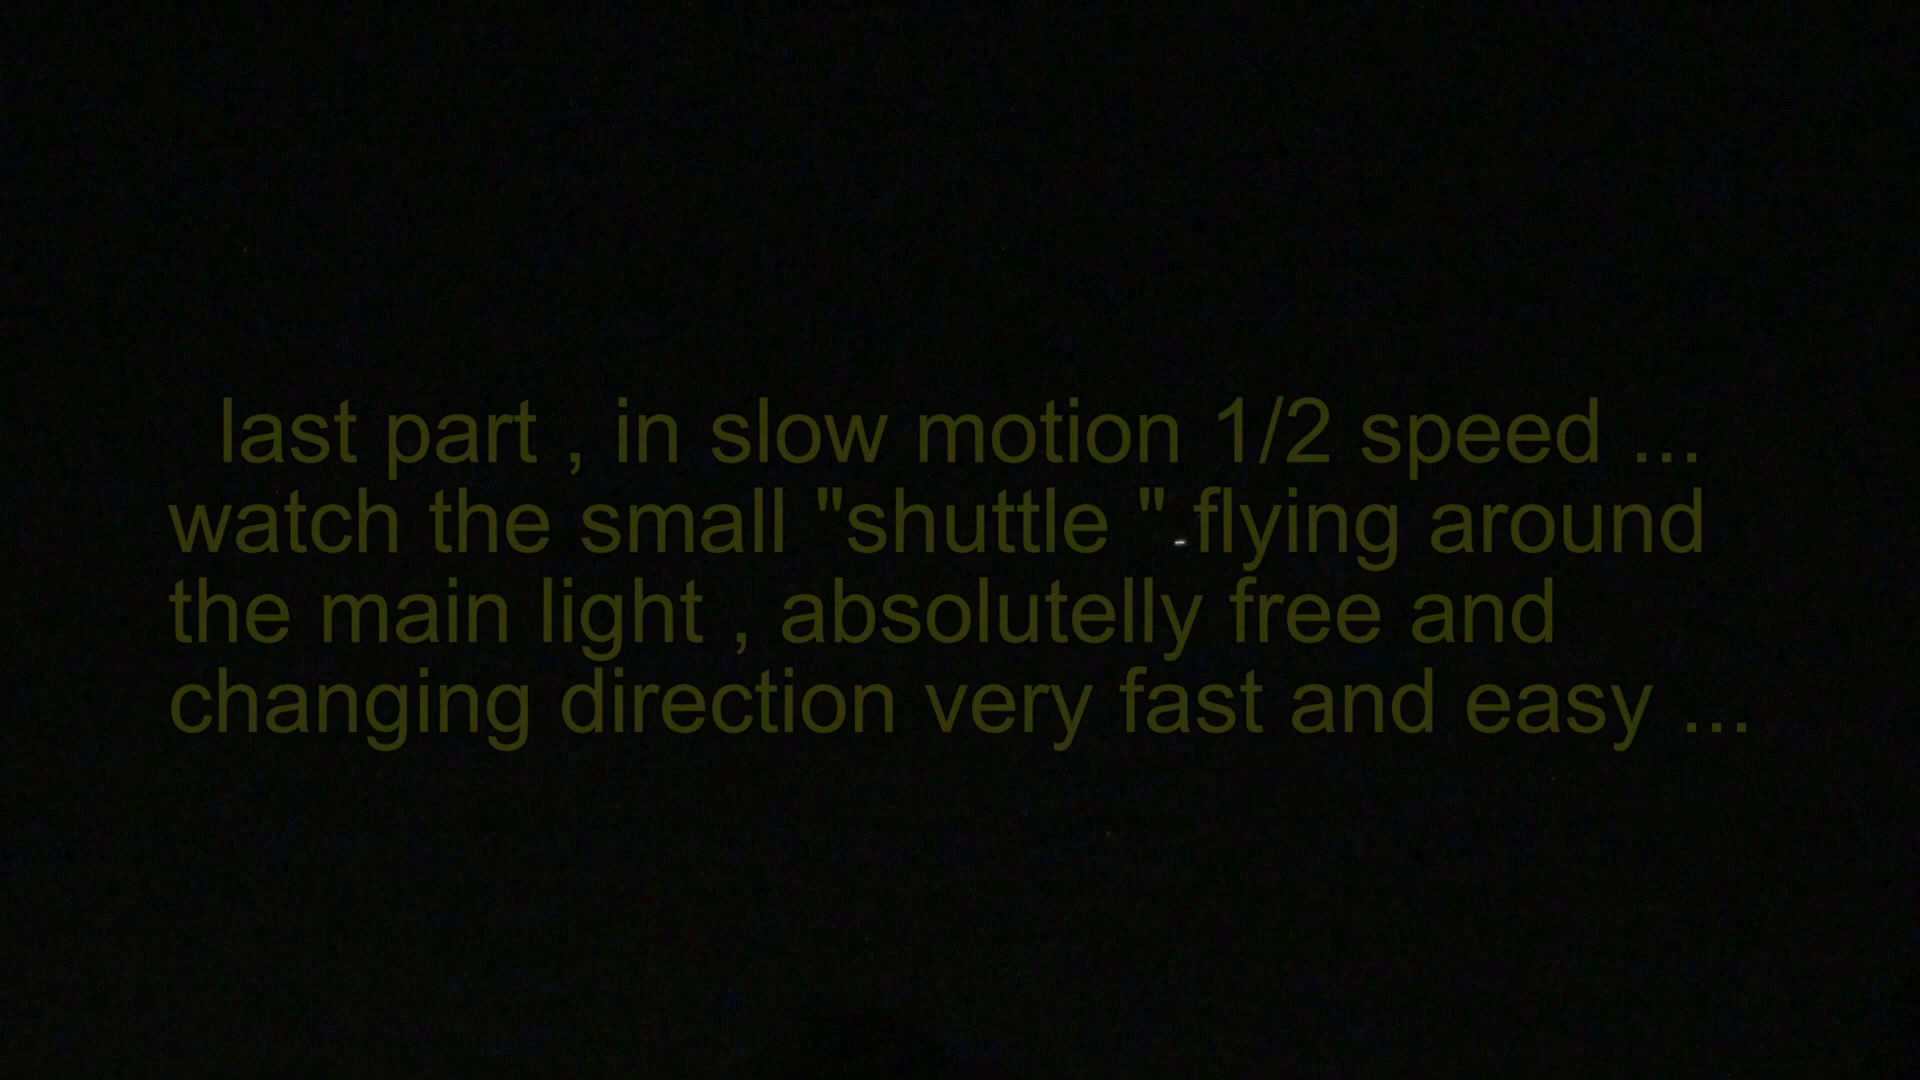 last part , in slow motion 1/2 speed ...
watch the small "shuttle " flying around
the main light , absolutelly free and
changing direction very fast and easy ...